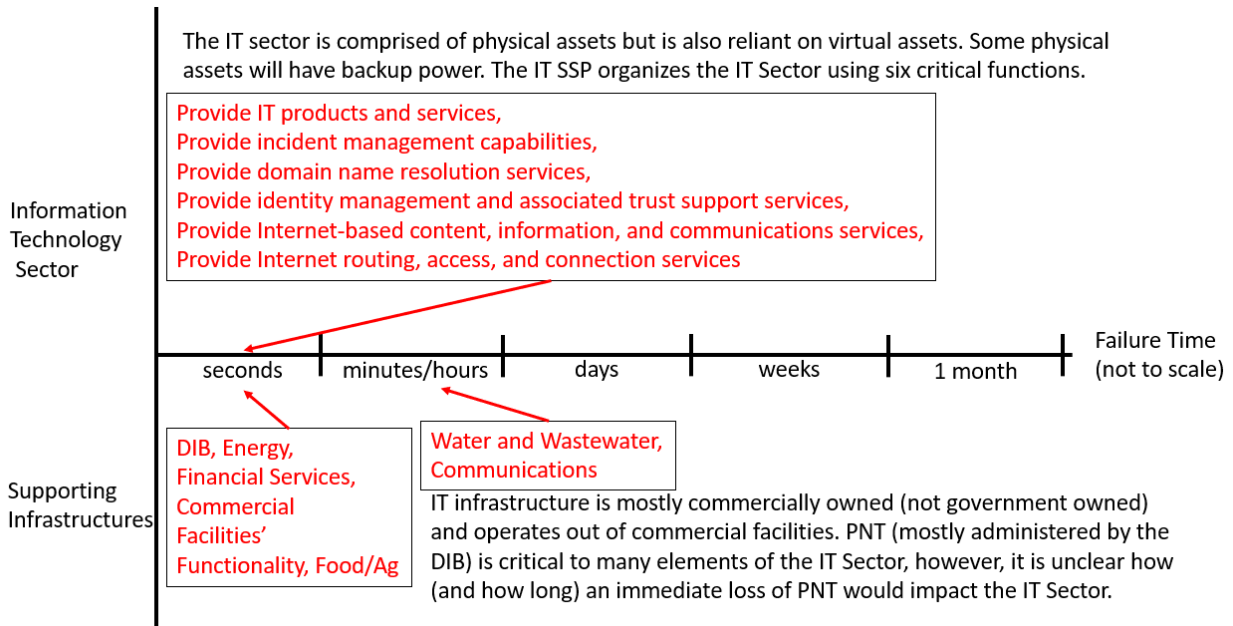 The IT sector is comprised of physical assets but is also reliant on virtual assets. Some physical
assets will have backup power. The IT SSP organizes the IT Sector using six critical functions.
Provide IT products and services,
Provide incident management capabilities,
Provide domain name resolution services,
Provide identity management and associated trust support services,
Provide Internet-based content, information, and communications services,
Provide Internet routing, access, and connection services
Information
Technology
Sector
seconds
minutes/hours
days
weeks
1 month
Failure Time
(not to scale)
Supporting
Infrastructures
DIB, Energy,
Financial Services,
Commercial
Facilities’
Functionality, Food/Ag
Water and Wastewater,
Communications
IT infrastructure is mostly commercially owned (not government owned)
and operates out of commercial facilities. PNT (mostly administered by the
DIB) is critical to many elements of the IT Sector, however, it is unclear how
(and how long) an immediate loss of PNT would impact the IT Sector.